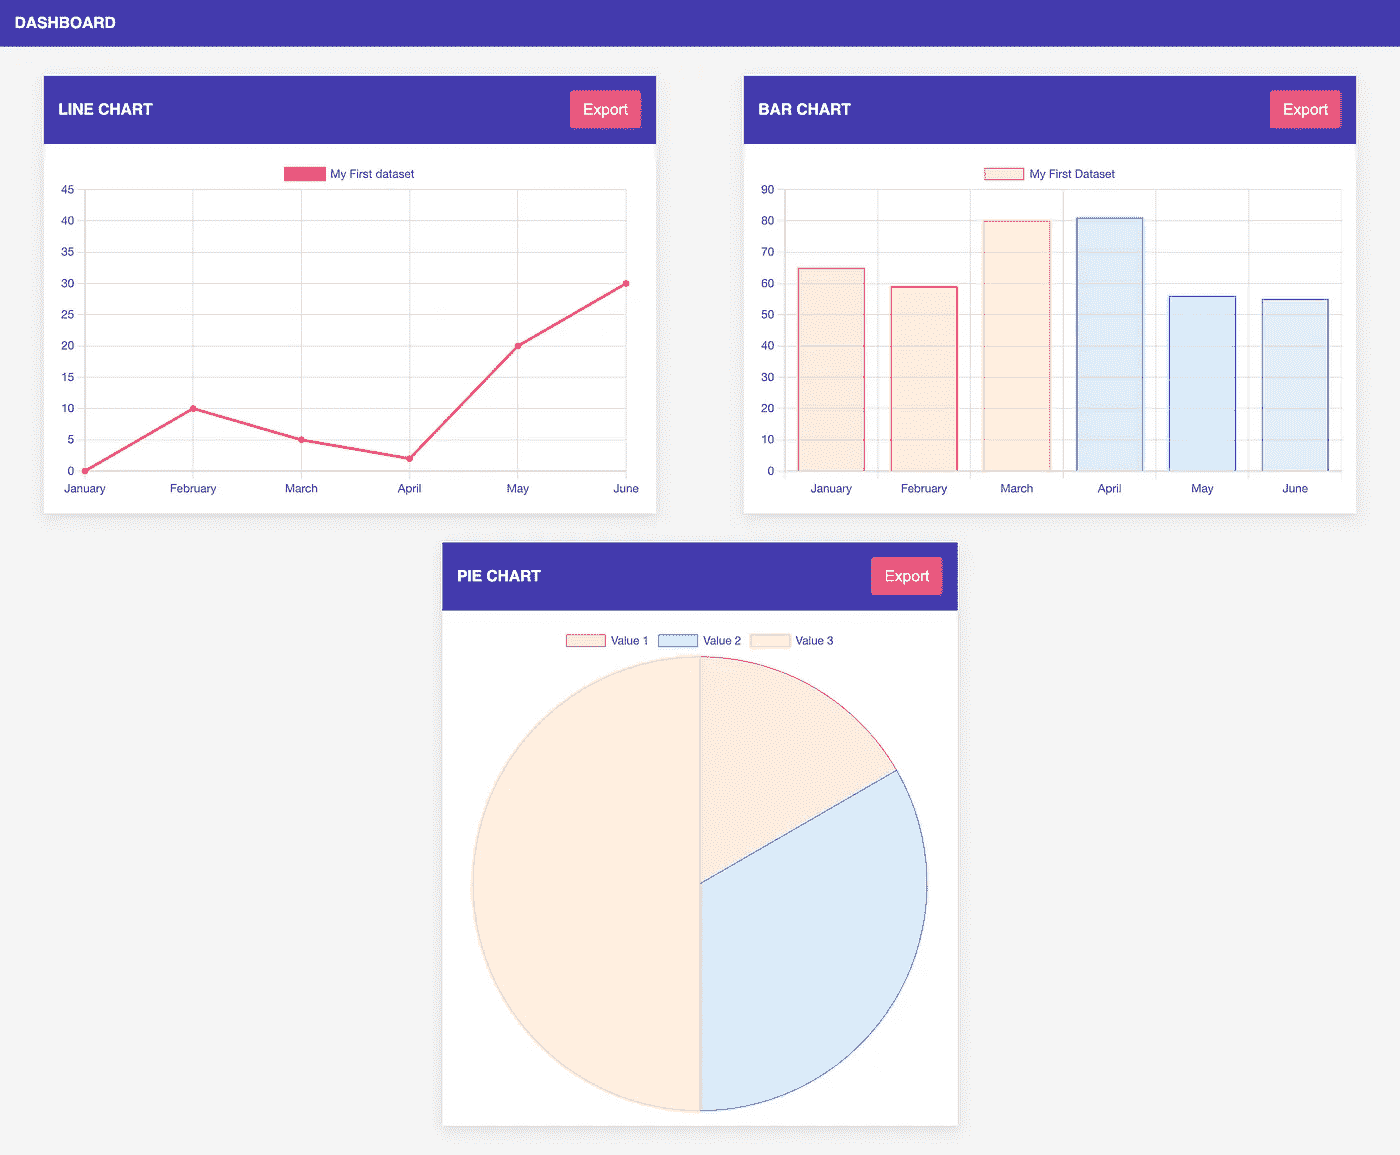 DASHBOARD
LINE CHART
Export
My First dataset
45
40
35
30
25
20
15
10
5
0
January February March April May June
BAR CHART
Export
My First Dataset
90
80
70
60
50
40
30
20
10
0
January February March April May June
PIE CHART
Export
Value 1 Value 2 Value 3